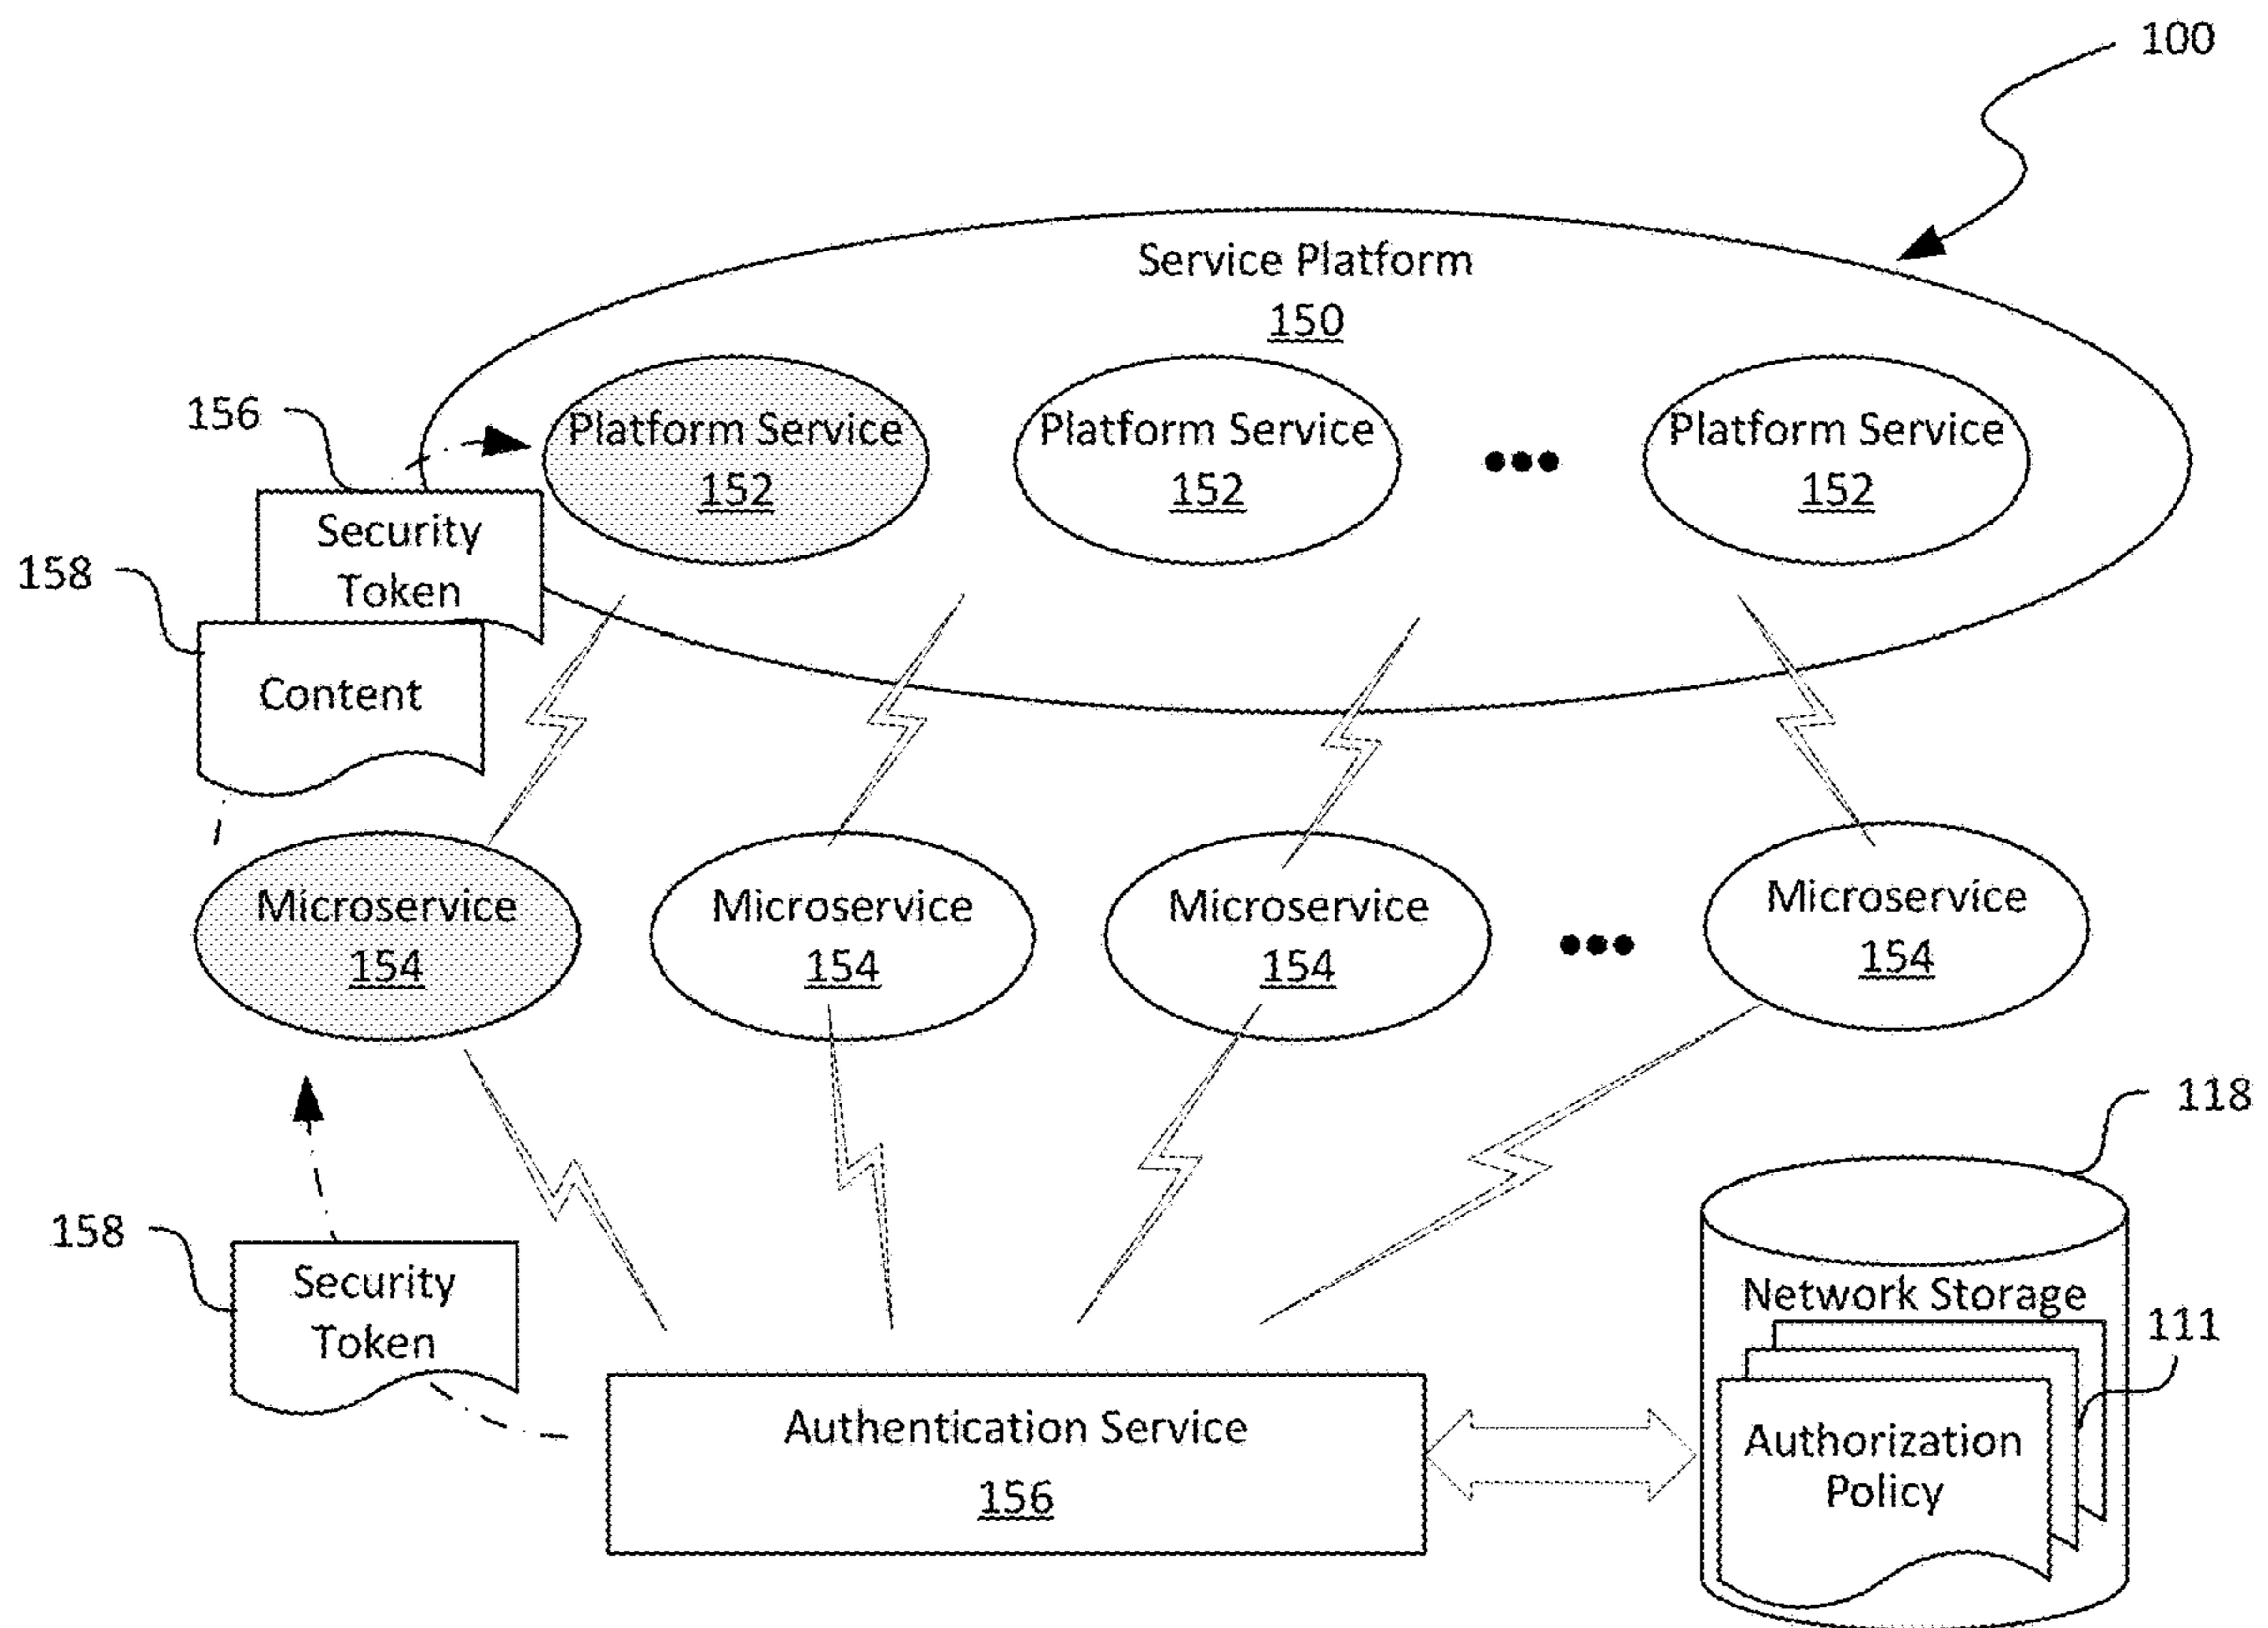 100
Service Platform
150
156
Platform Service
152
Platform Service
152
Platform Service
152
Security
Token
158
Content
Microservice
154
Microservice
154
Microservice
154
Microservice
154
118
158
Security
Token
Network Storage
111
Authorization
Policy
Authentication Service
156